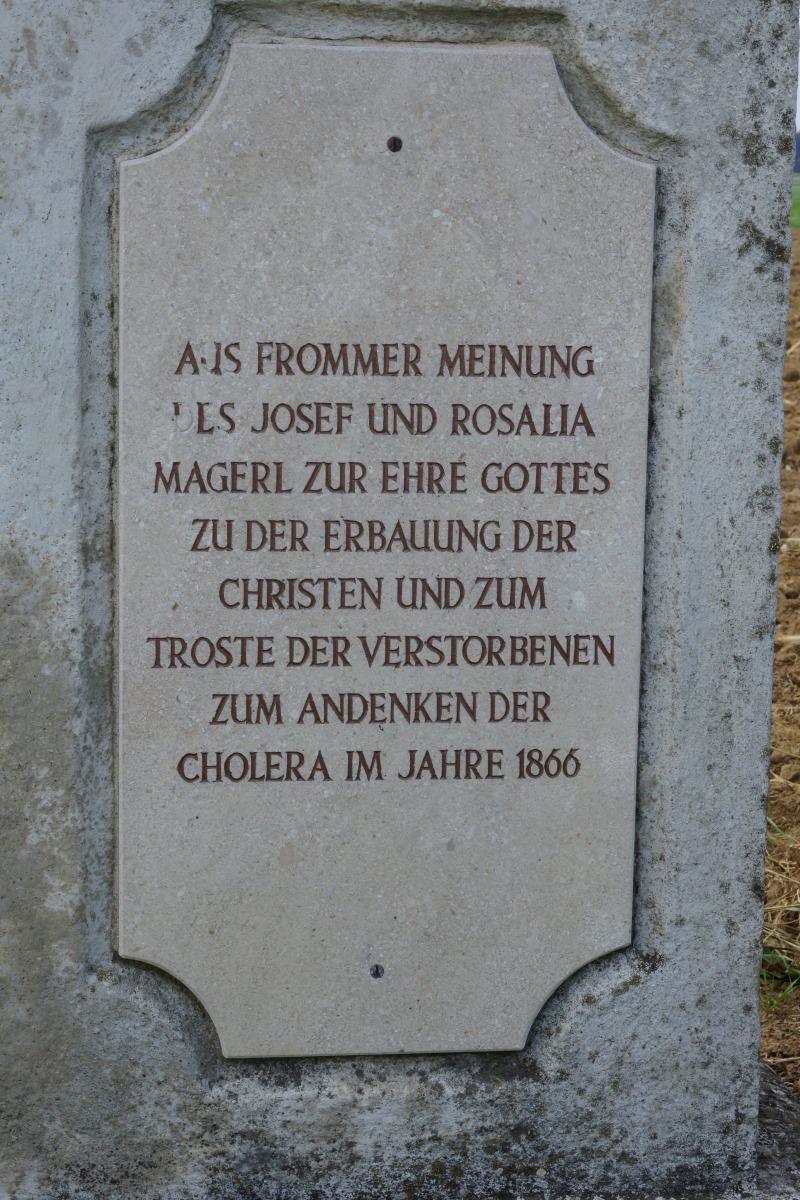 AUS FROMMER MEINUNG
DES JOSEF UND ROSALIA
MAGERL ZUR EHRE GOTTES
ZU DER ERBAUUNG DER
CHRISTEN UND ZUM
TROSTE DER VERSTORBENEN
ZUM ANDENKEN DER
CHOLERA IM JAHRE 1866